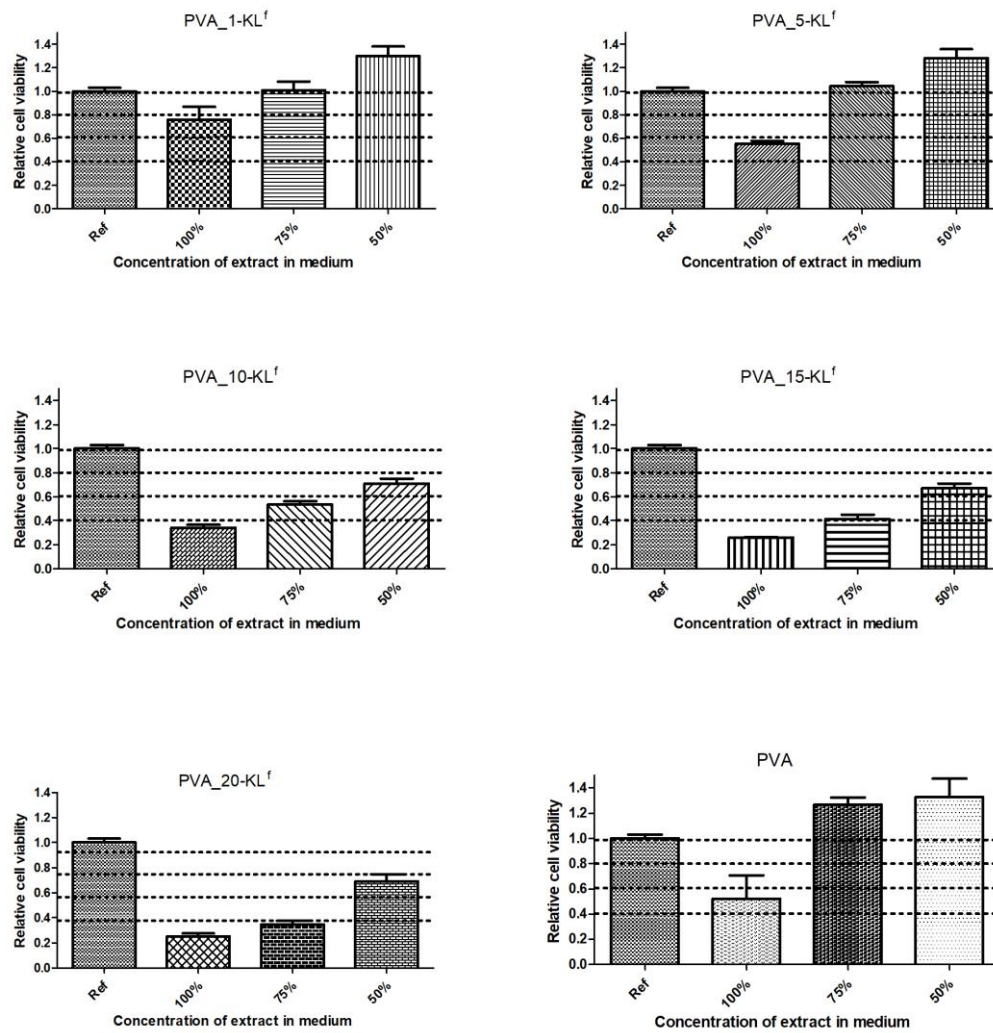 PVA_1-KLᶠ
Relative cell viability
1.4
1.2
1.0
0.8
0.6
0.4
0.2
0.0
Ref
100%
75%
50%
Concentration of extract in medium
PVA_5-KLᶠ
Relative cell viability
1.4
1.2
1.0
0.8
0.6
0.4
0.2
0.0
Ref
100%
75%
50%
Concentration of extract in medium
PVA_10-KLᶠ
Relative cell viability
1.4
1.2
1.0
0.8
0.6
0.4
0.2
0.0
Ref
100%
75%
50%
Concentration of extract in medium
PVA_15-KLᶠ
Relative cell viability
1.4
1.2
1.0
0.8
0.6
0.4
0.2
0.0
Ref
100%
75%
50%
Concentration of extract in medium
PVA_20-KLᶠ
Relative cell viability
1.4
1.2
1.0
0.8
0.6
0.4
0.2
0.0
Ref
100%
75%
50%
Concentration of extract in medium
PVA
Relative cell viability
1.4
1.2
1.0
0.8
0.6
0.4
0.2
0.0
Ref
100%
75%
50%
Concentration of extract in medium